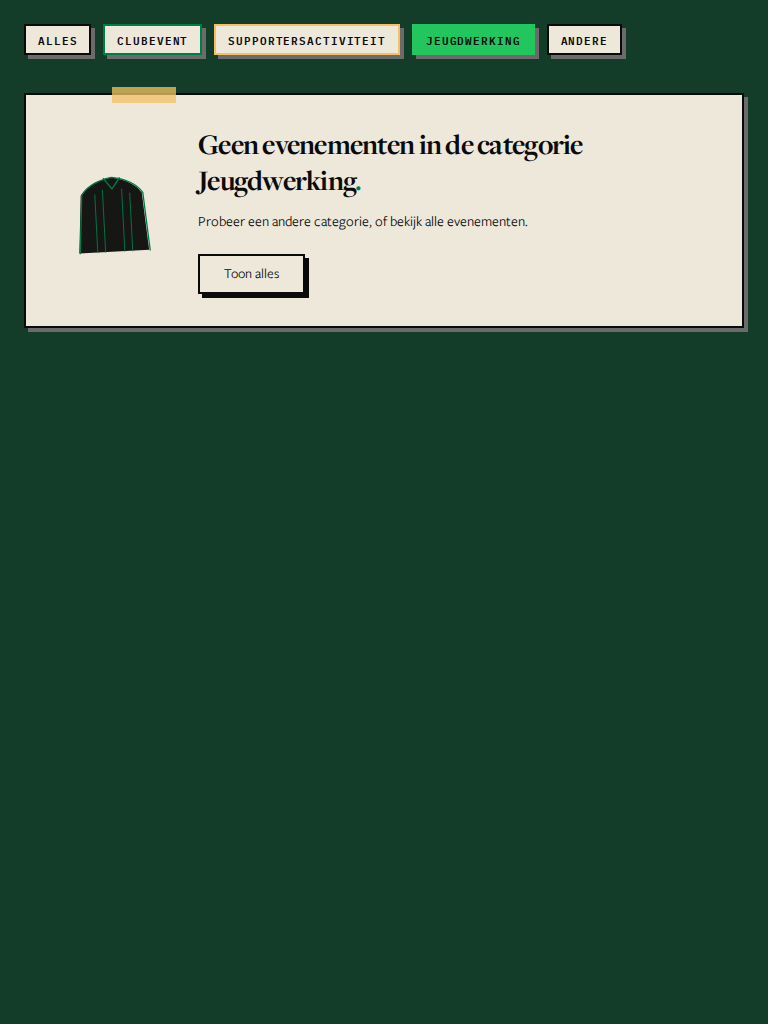 ALLES
CLUBEVENT
SUPPORTERSACTIVITEIT
JEUGDWERKING
ANDERE
Geen evenementen in de categorie
Jeugdwerking.
Probeer een andere categorie, of bekijk alle evenementen.
Toon alles